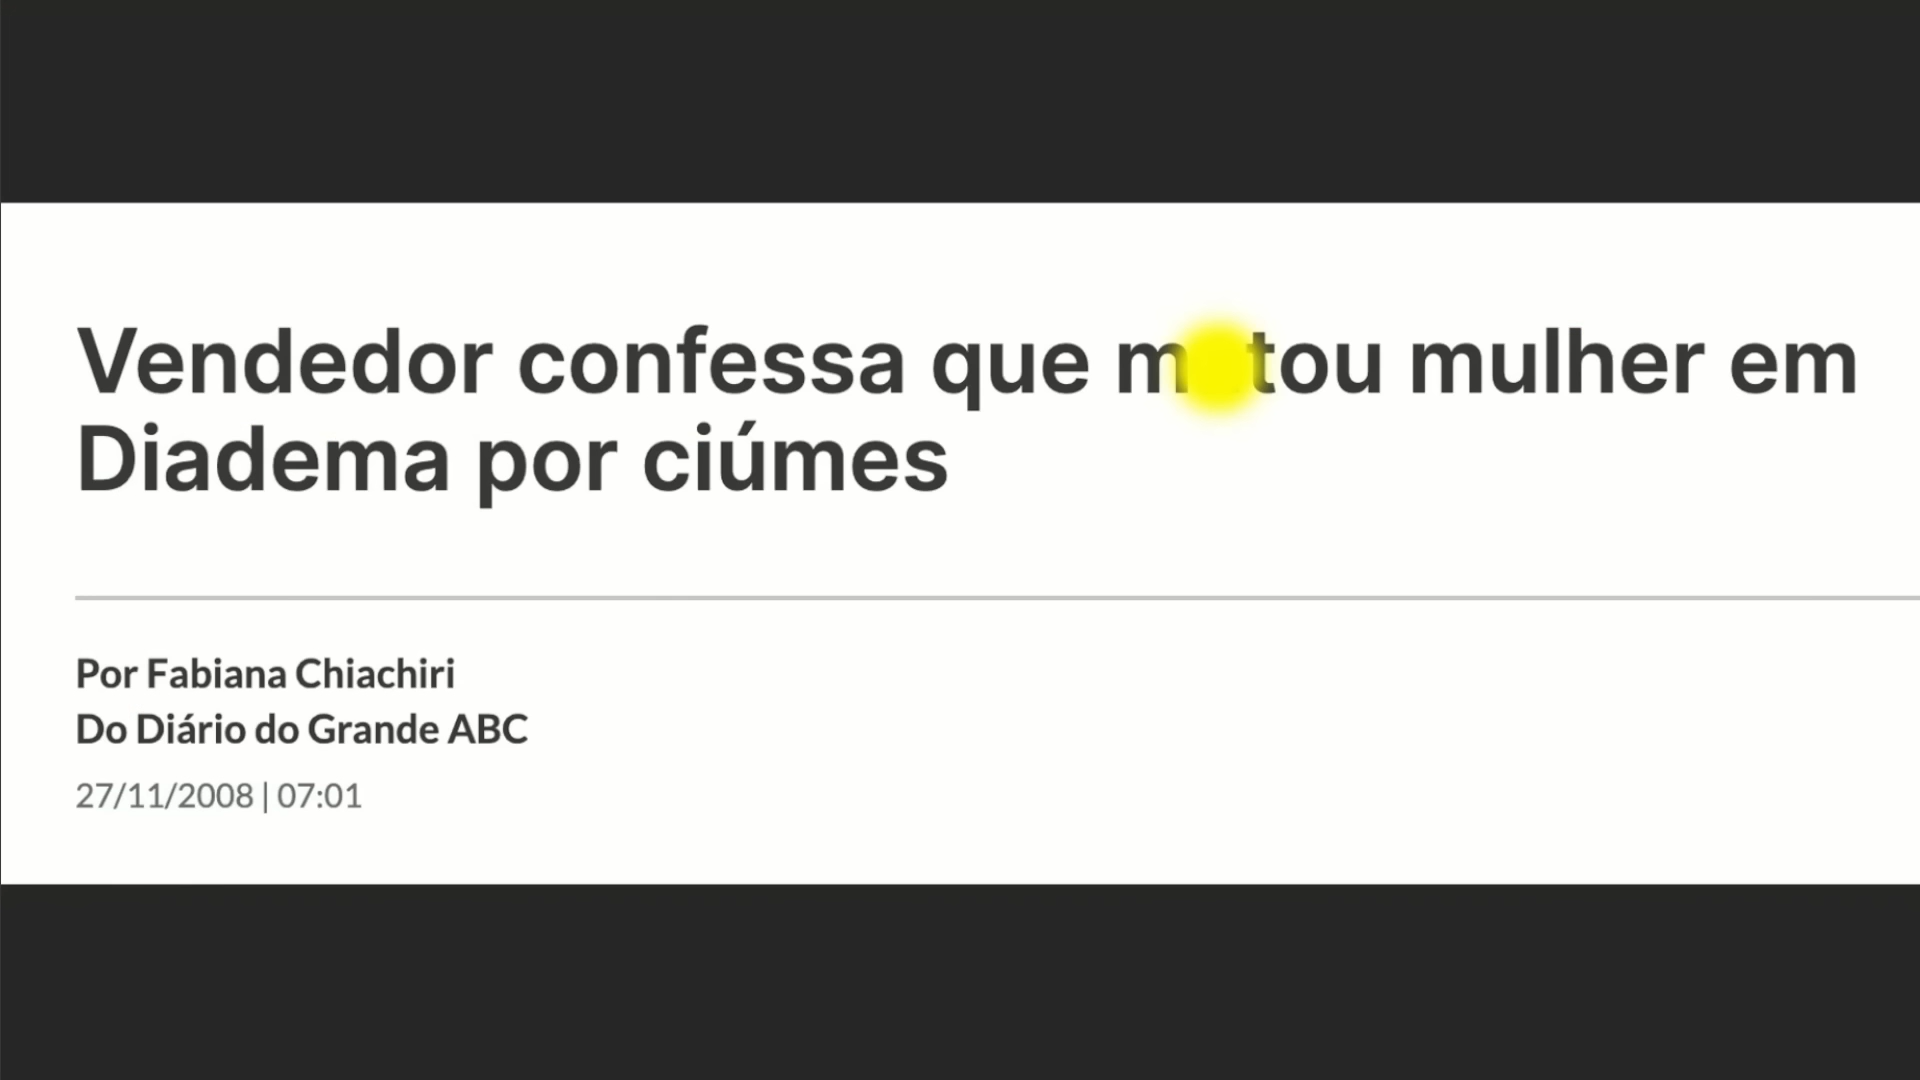 Vendedor confessa que m tou mulher em
Diadema por ciúmes
Por Fabiana Chiachiri
Do Diário do Grande ABC
27/11/2008 | 07:01